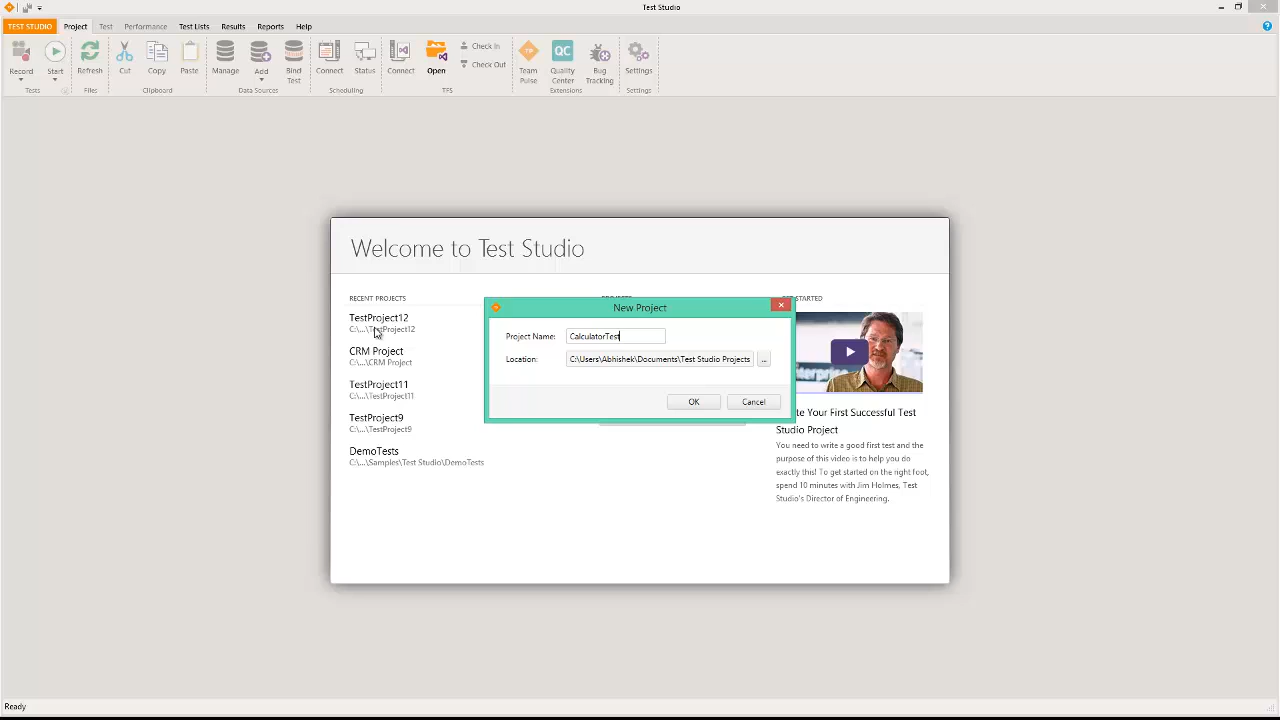 Test Studio
TEST STUDIO Project Test Performance Test Lists Results Reports Help
Record Start Refresh Cut Copy Paste Manage Add Bind Test Connect Status Connect Open Check In Check Out Team Pulse QC Quality Center Bug Tracking Settings
Tests Files Clipboard Data Sources Scheduling TFS Extensions Settings
Welcome to Test Studio
RECENT PROJECTS
TestProject12
C:\...\TestProject12
CRM Project
C:\...\CRM Project
TestProject11
C:\...\TestProject11
TestProject9
C:\...\TestProject9
DemoTests
C:\...\Samples\Test Studio\DemoTests
New Project
Project Name: CalculatorTest
Location: C:\Users\Abhishek\Documents\Test Studio Projects ...
OK Cancel
STARTED
Your First Successful Test
Studio Project
You need to write a good first test and the
purpose of this video is to help you do
exactly this! To get started on the right foot,
spend 10 minutes with Jim Holmes, Test
Studio's Director of Engineering.
Ready